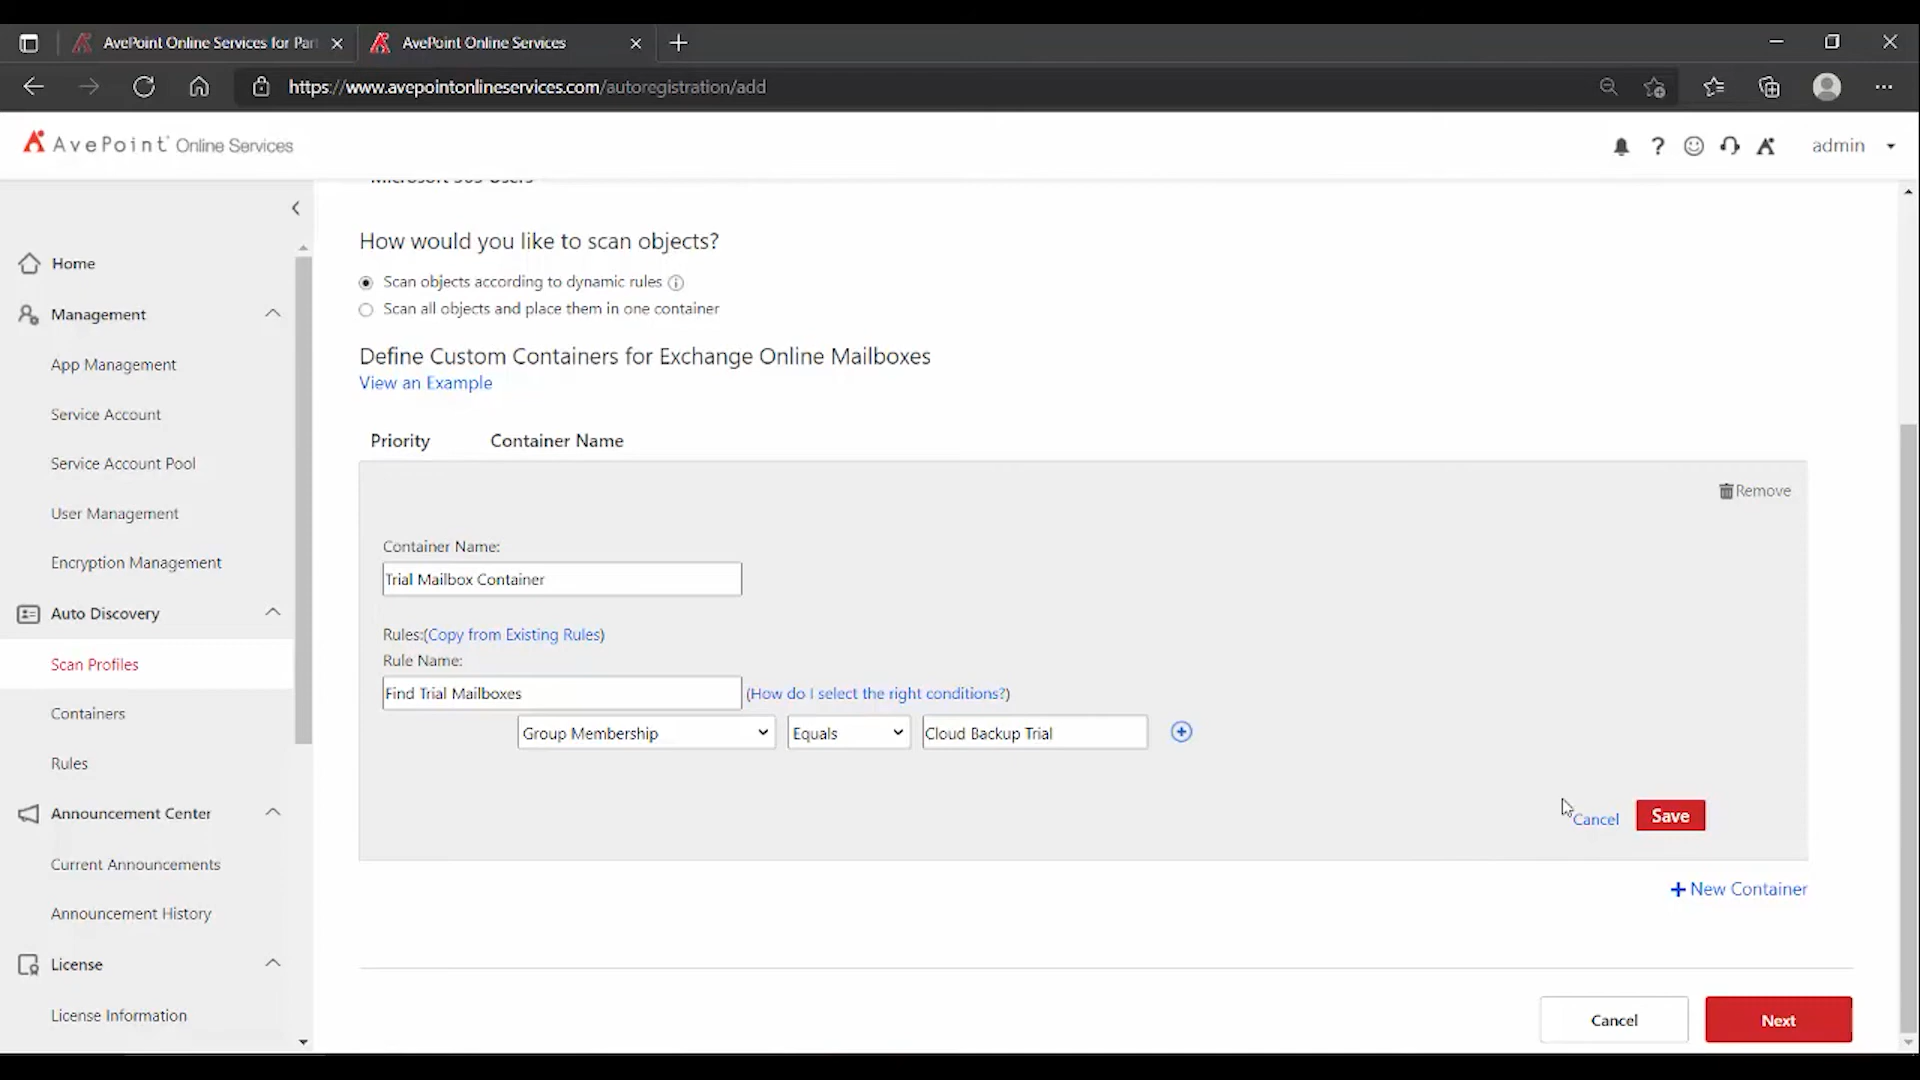 AvePoint Online Services for Par
AvePoint Online Services
https://www.avepointonlineservices.com/autoregistration/add
AvePoint Online Services
admin
Home
Management
App Management
Service Account
Service Account Pool
User Management
Encryption Management
Auto Discovery
Scan Profiles
Containers
Rules
Announcement Center
Current Announcements
Announcement History
License
License Information
Microsoft 365 Users
How would you like to scan objects?
Scan objects according to dynamic rules
Scan all objects and place them in one container
Define Custom Containers for Exchange Online Mailboxes
View an Example
Priority Container Name
Remove
Container Name:
Trial Mailbox Container
Rules:(Copy from Existing Rules)
Rule Name:
Find Trial Mailboxes (How do I select the right conditions?)
Group Membership Equals Cloud Backup Trial
Cancel Save
New Container
Cancel Next